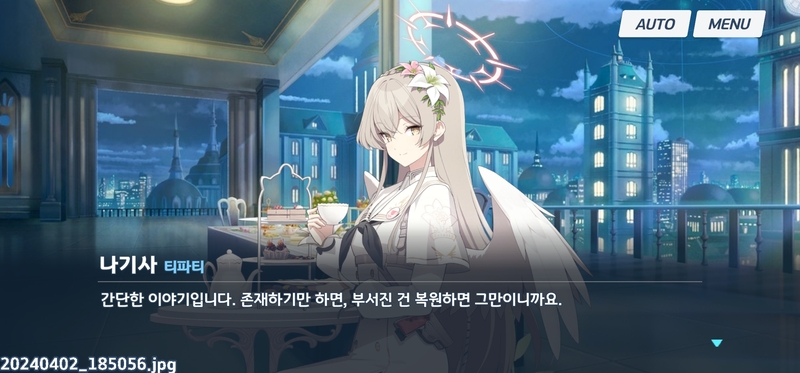 AUTO
MENU
나기사 티파티
간단한 이야기입니다. 존재하기만 하면, 부서진 건 복원하면 그만이니까요.
20240402_185056.jpg